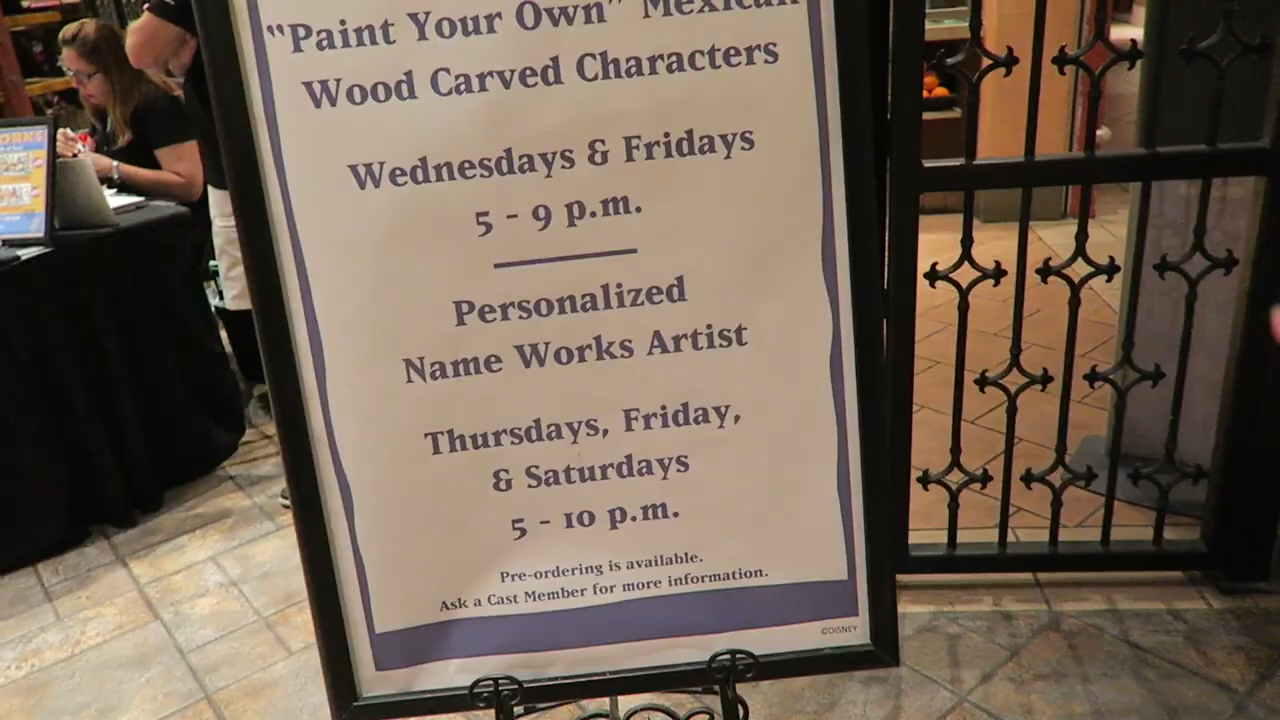 "Paint Your Own" Mexican
Wood Carved Characters
Wednesdays & Fridays
5 - 9 p.m.
Personalized
Name Works Artist
Thursdays, Friday,
& Saturdays
5 - 10 p.m.
Pre-ordering is available.
Ask a Cast Member for more information.
©DISNEY